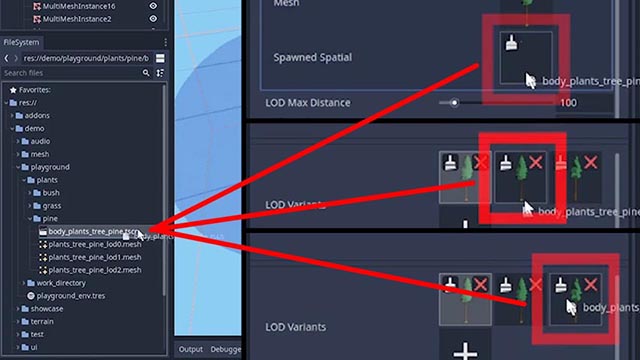 MultiMeshInstance16
MultiMeshInstance2
FileSystem
res://demo/playground/plants/pine/b
Search files
Favorites:
res://
addons
demo
audio
mesh
playground
plants
bush
grass
pine
body_plants_tree_pine.tscn
plants_tree_pine_lod0.mesh
plants_tree_pine_lod1.mesh
plants_tree_pine_lod2.mesh
work_directory
playground_env.tres
showcase
terrain
test
ui
Output
Debugge
Mesh
Spawned Spatial
body_plants_tree_pine
LOD Max Distance
100
LOD Variants
body_plants_tree_pine
LOD Variants
body_plants